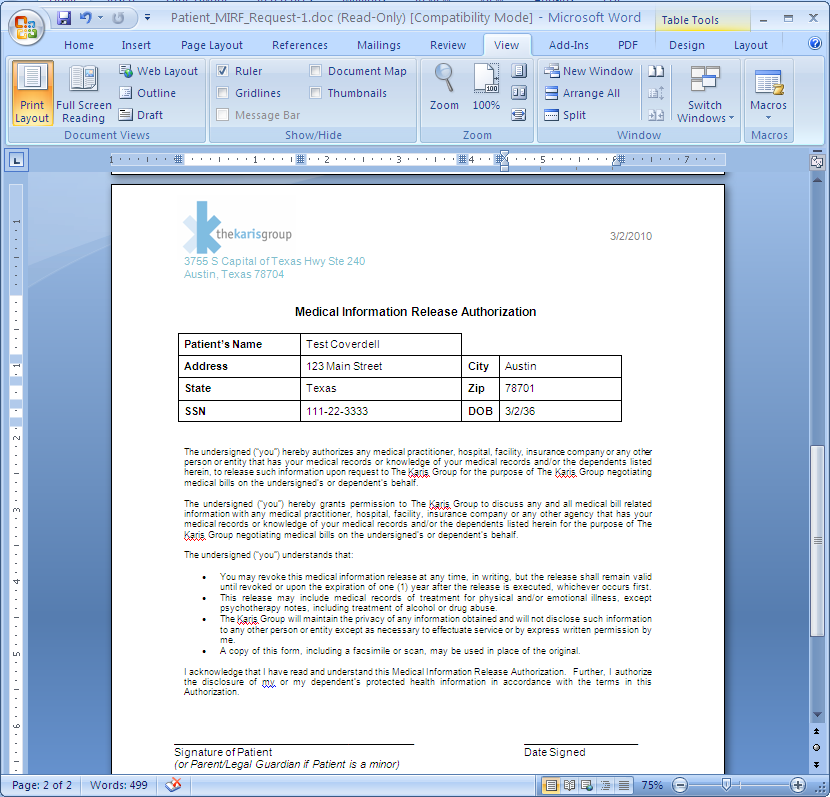 Patient_MIRF_Request-1.doc (Read-Only) [Compatibility Mode] - Microsoft Word
Table Tools
Home Insert Page Layout References Mailings Review View Add-Ins PDF Design Layout
Print Layout
Full Screen Reading
Web Layout
Outline
Draft
Document Views
Ruler
Gridlines
Message Bar
Document Map
Thumbnails
Show/Hide
Zoom
100
100%
Zoom
New Window
Arrange All
Split
Switch Windows
Window
Macros
Macros
L
1 1 2 3 4 5 6 7
1
1
2
3
4
5
6
thekarisgroup
3/2/2010
3755 S Capital of Texas Hwy Ste 240
Austin, Texas 78704
Medical Information Release Authorization
Patient's Name Test Coverdell
Address 123 Main Street City Austin
State Texas Zip 78701
SSN 111-22-3333 DOB 3/2/36
The undersigned ("you") hereby authorizes any medical practitioner, hospital, facility, insurance company or any other
person or entity that has your medical records or knowledge of your medical records and/or the dependents listed
herein, to release such information upon request to The Karis Group for the purpose of The Karis Group negotiating
medical bills on the undersigned's or dependent's behalf.
The undersigned ("you") hereby grants permission to The Karis Group to discuss any and all medical bill related
information with any medical practitioner, hospital, facility, insurance company or any other agency that has your
medical records or knowledge of your medical records and/or the dependents listed herein for the purpose of The
Karis Group negotiating medical bills on the undersigned's or dependent's behalf.
The undersigned ("you") understands that:
• You may revoke this medical information release at any time, in writing, but the release shall remain valid
until revoked or upon the expiration of one (1) year after the release is executed, whichever occurs first.
• This release may include medical records of treatment for physical and/or emotional illness, except
psychotherapy notes, including treatment of alcohol or drug abuse.
• The Karis Group will maintain the privacy of any information obtained and will not disclose such information
to any other person or entity except as necessary to effectuate service or by express written permission by
me.
• A copy of this form, including a facsimile or scan, may be used in place of the original.
I acknowledge that I have read and understand this Medical Information Release Authorization. Further, I authorize
the disclosure of my, or my dependent's protected health information in accordance with the terms in this
Authorization.
Signature of Patient Date Signed
(or Parent/Legal Guardian if Patient is a minor)
Page: 2 of 2 Words: 499 75%